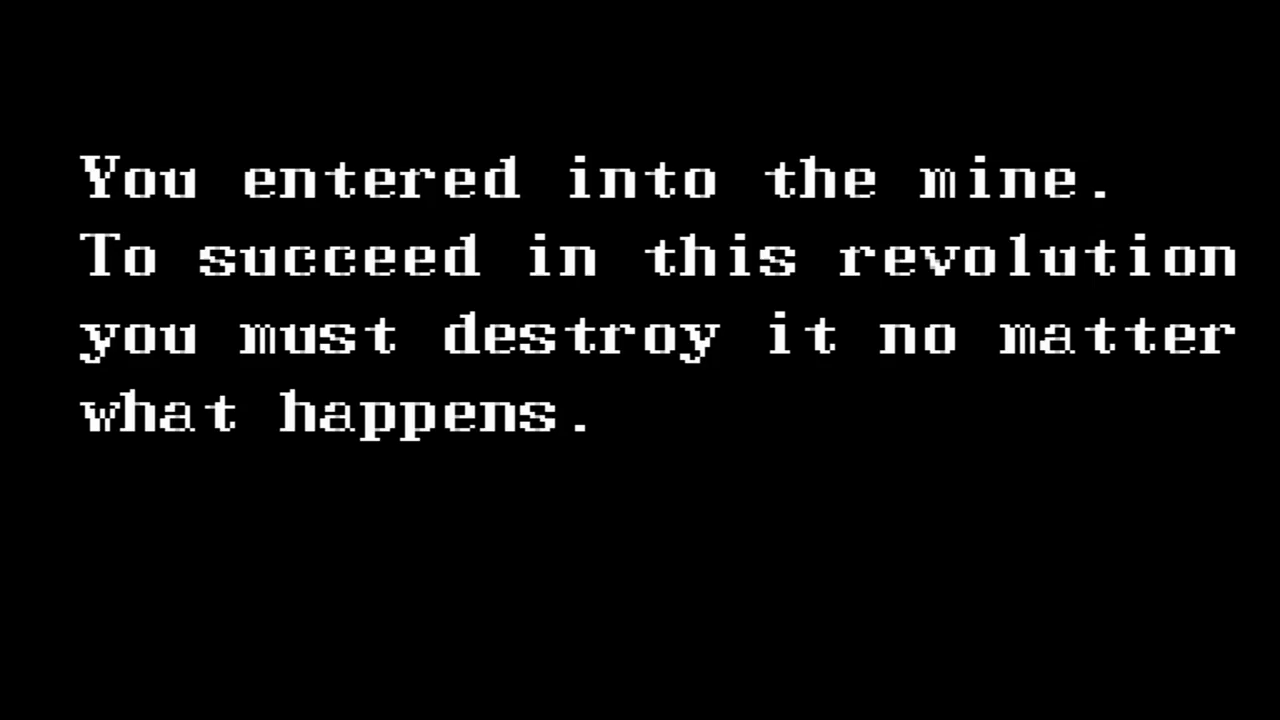 You entered into the mine.
To succeed in this revolution
you must destroy it no matter
what happens.